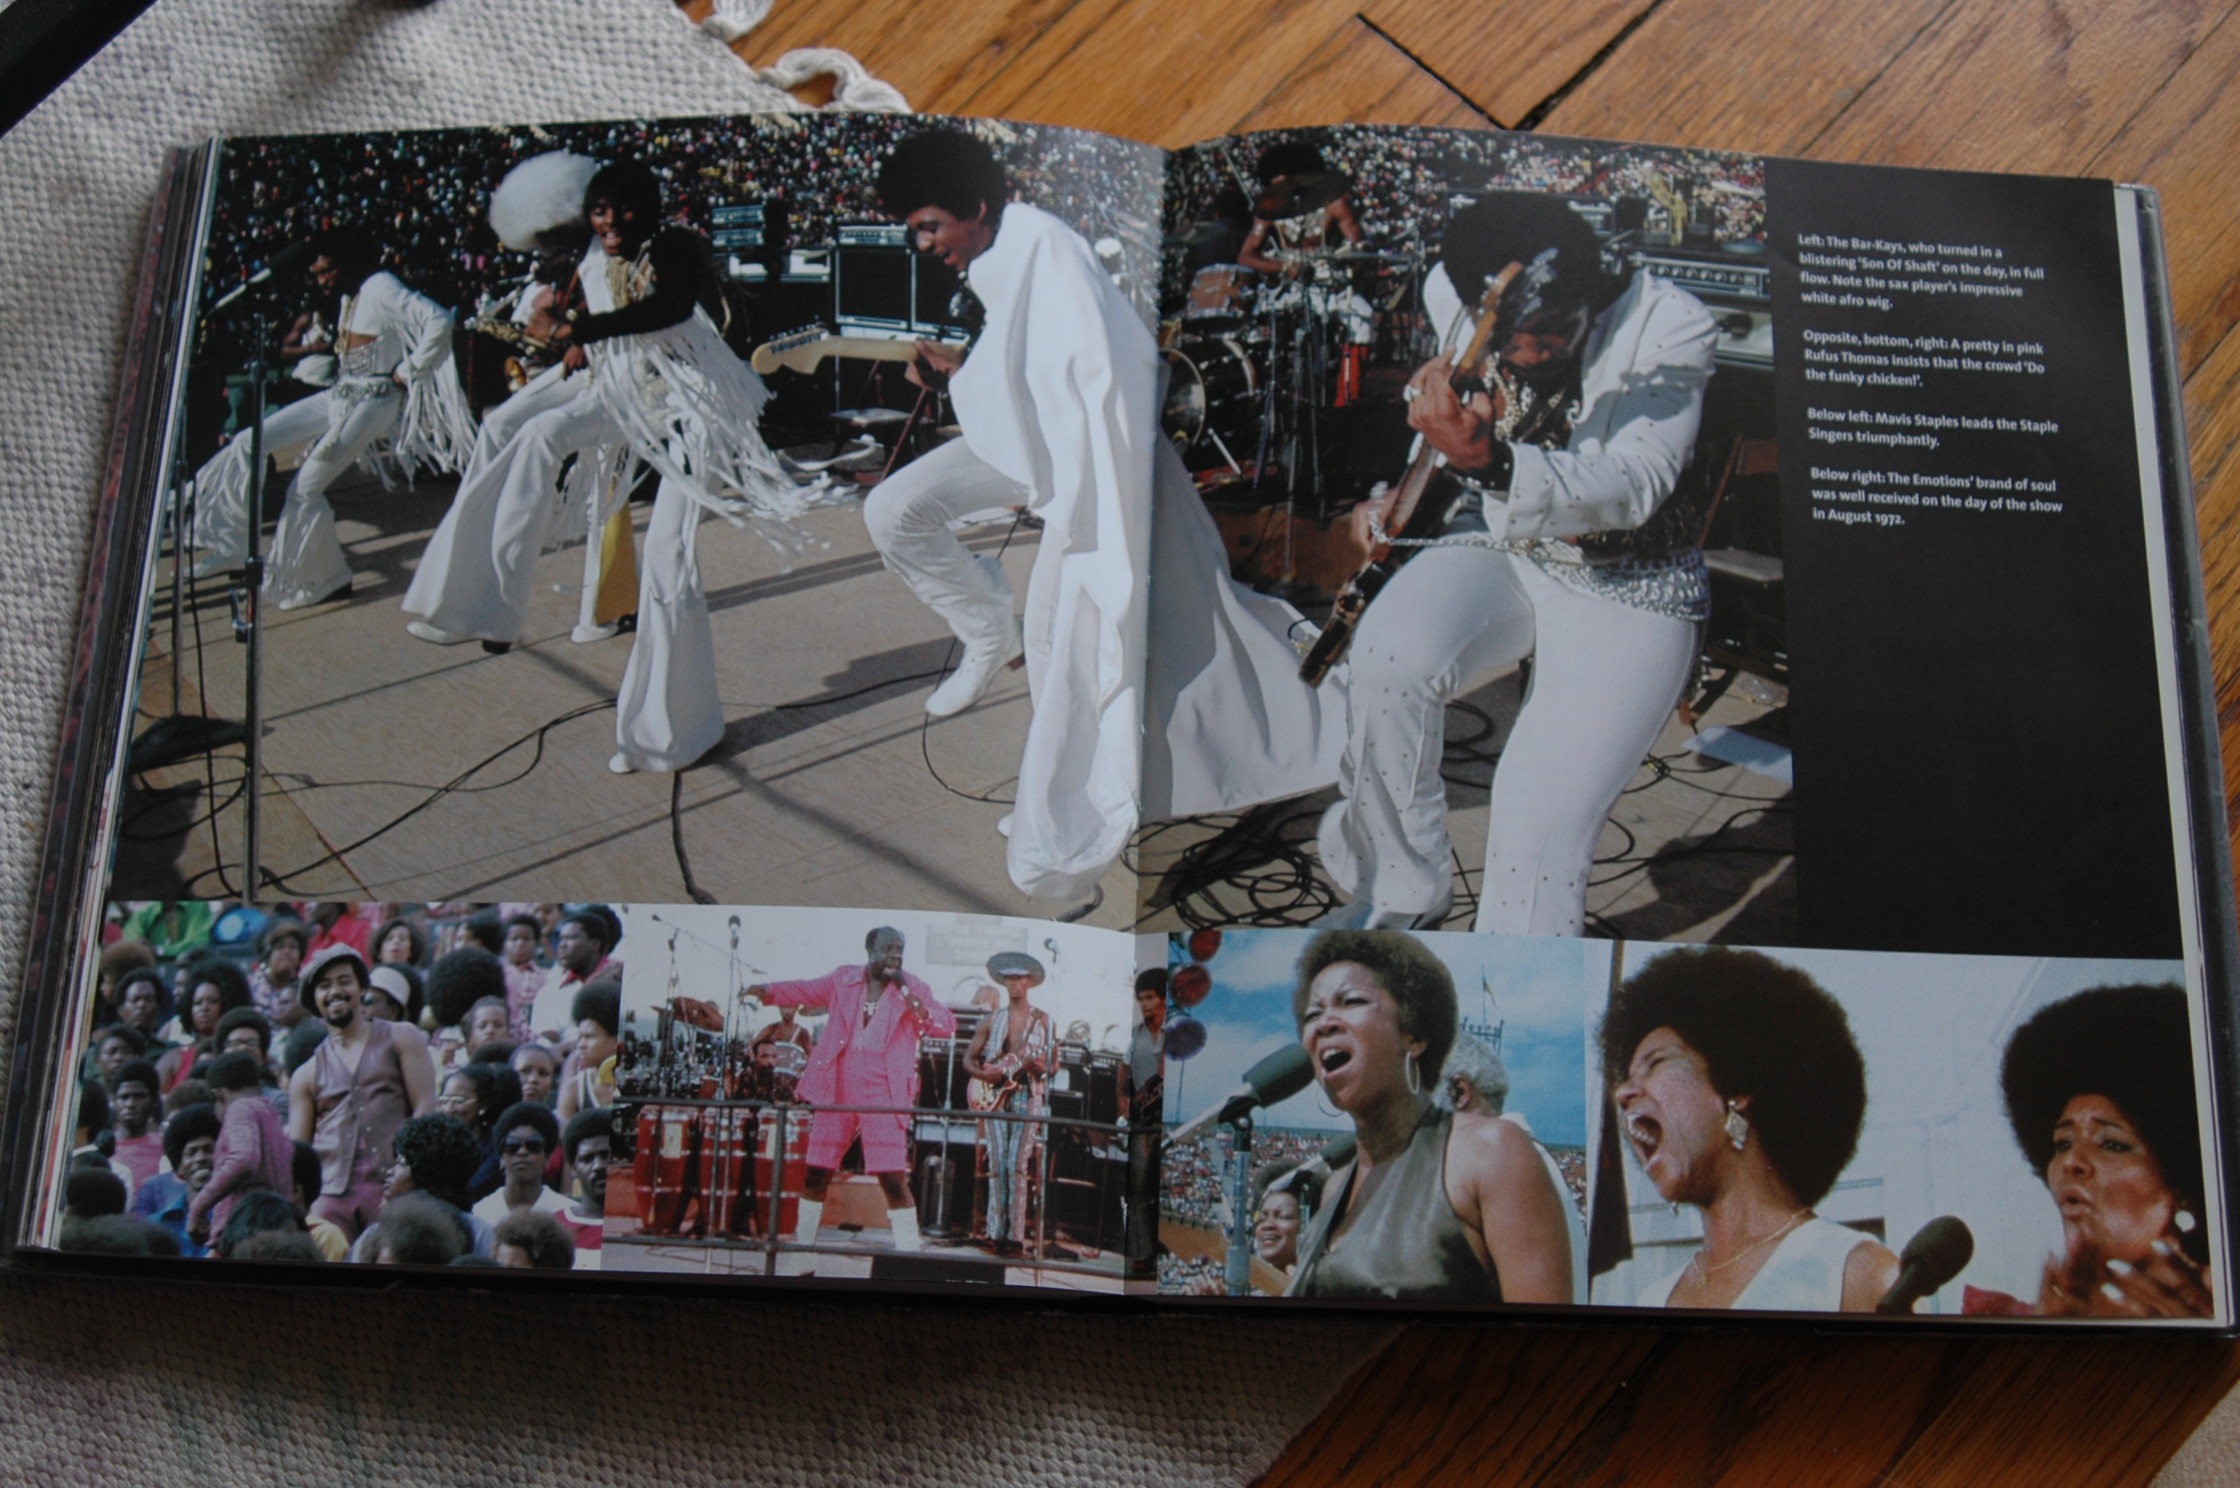 Left: The Bar-Kays, who turned in a
blistering 'Son Of Shaft' on the day, in full
flow. Note the sax player's impressive
white afro wig.
Opposite, bottom, right: A pretty in pink
Rufus Thomas insists that the crowd 'Do
the funky chicken!'.
Below left: Mavis Staples leads the Staple
Singers triumphantly.
Below right: The Emotions' brand of soul
was well received on the day of the show
in August 1972.